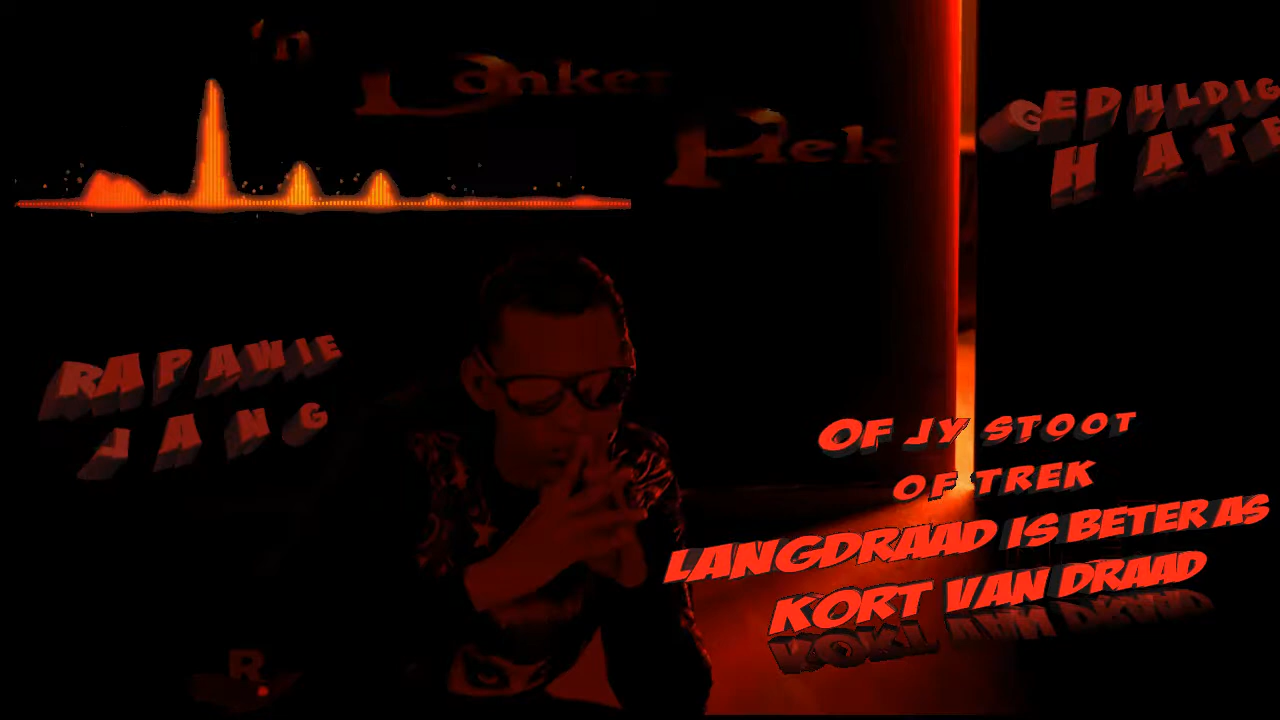 'n
Donker
Plek
GEDULDIG
HATE
RAPAWIE
JANG
OF JY STOOT
OF TREK
LANGDRAAD IS BETER AS
KORT VAN DRAAD
R